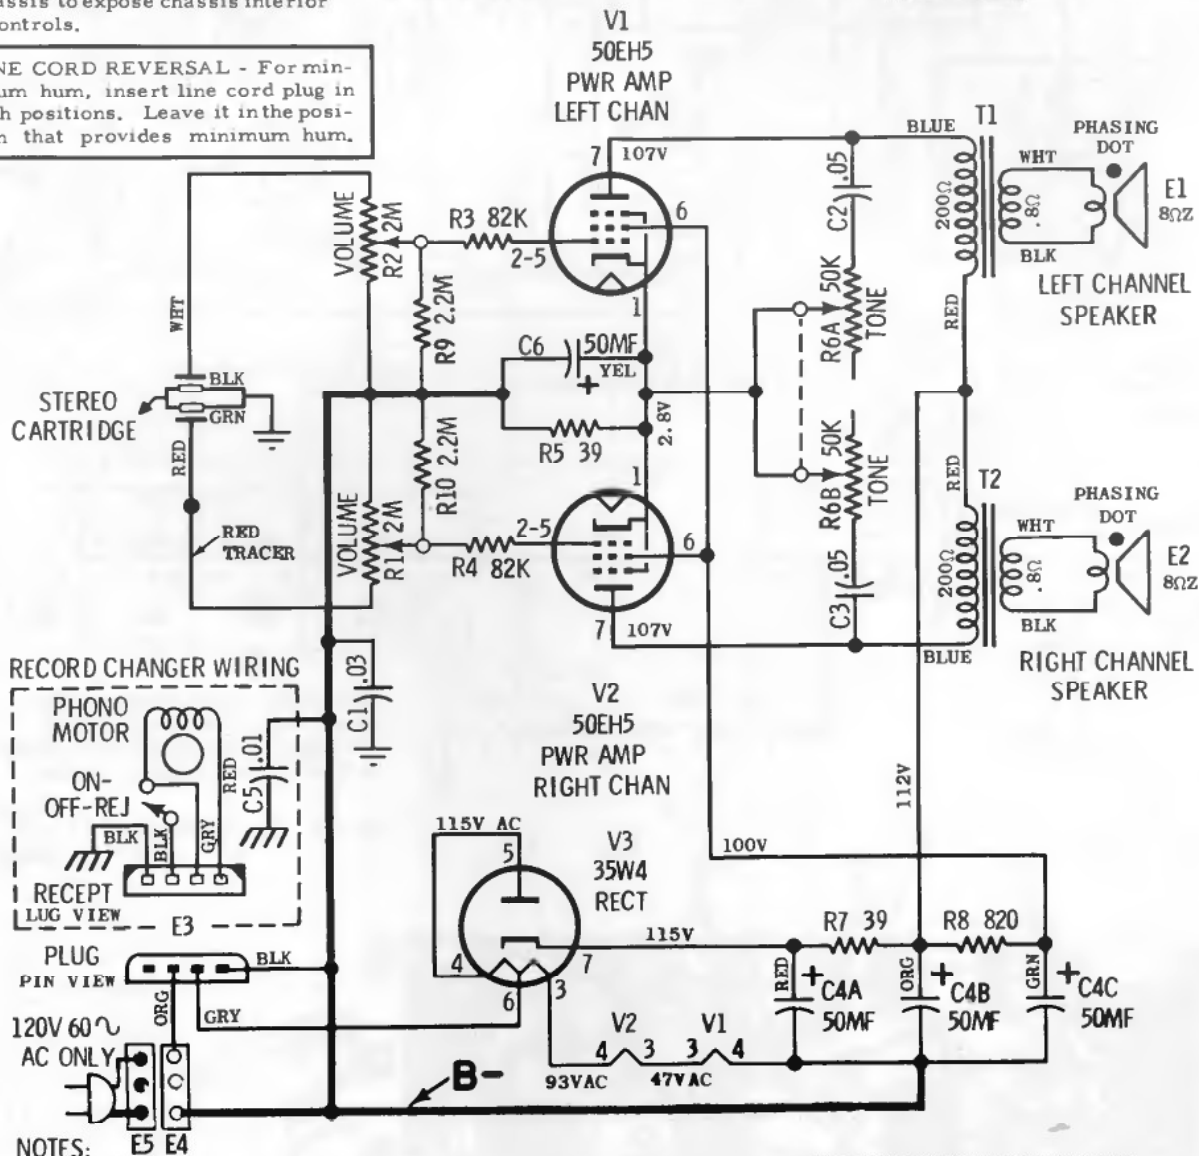 assis to expose chassis interior
ontrols.
NE CORD REVERSAL - For min-
um hum, insert line cord plug in
h positions. Leave it in the posi-
n that provides minimum hum.
V1
50EH5
PWR AMP
LEFT CHAN
7
107V
6
2-5
1
WHT
VOLUME
R2 2M
R3 82K
R9 2.2M
C6
50MF
YEL
+
R5 39
2.8V
C2 .05
R6A 50K
TONE
BLUE
T1
200Ω
.8Ω
WHT
BLK
PHASING
DOT
E1
8ΩZ
LEFT CHANNEL
SPEAKER
RED
STEREO
CARTRIDGE
BLK
GRN
RED
RED
TRACER
VOLUME
R1 2M
R10 2.2M
R4 82K
2-5
1
6
7
107V
R6B 50K
TONE
C3 .05
RED
T2
200Ω
.8Ω
WHT
BLK
BLUE
PHASING
DOT
E2
8ΩZ
RIGHT CHANNEL
SPEAKER
V2
50EH5
PWR AMP
RIGHT CHAN
RECORD CHANGER WIRING
PHONO
MOTOR
ON-
OFF-REJ
BLK
BLK
GRY
RED
C5 .01
C1 .03
RECEPT
LUG VIEW
E3
PLUG
PIN VIEW
BLK
ORG
GRY
120V 60∿
AC ONLY
E5 E4
115V AC
5
4
6
3
7
V3
35W4
RECT
115V
112V
100V
R7 39
R8 820
RED
+
C4A
50MF
ORG
+
C4B
50MF
GRN
+
C4C
50MF
V2
4 3
V1
3 4
93VAC
47VAC
B-
NOTES: